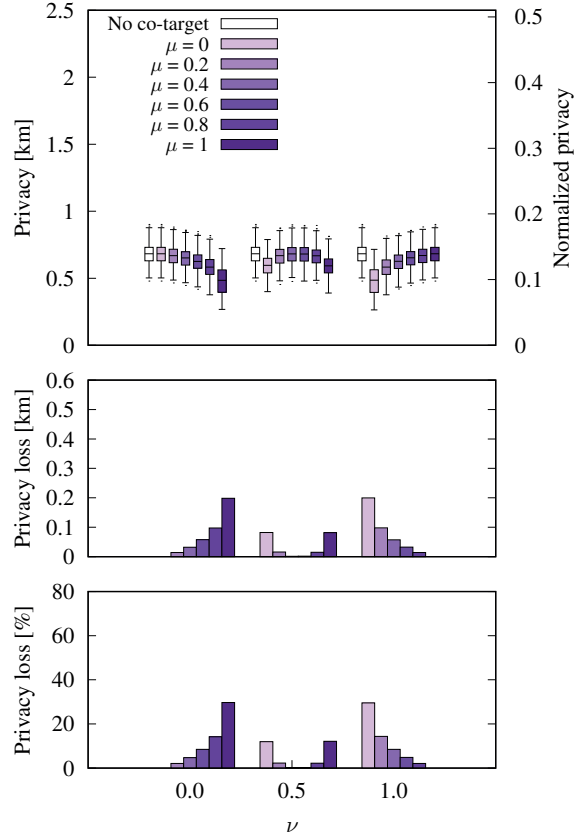 No co-target
μ = 0
μ = 0.2
μ = 0.4
μ = 0.6
μ = 0.8
μ = 1
Privacy [km]
2.5
2
1.5
1
0.5
0
Normalized privacy
0.5
0.4
0.3
0.2
0.1
0
Privacy loss [km]
0.6
0.5
0.4
0.3
0.2
0.1
0
Privacy loss [%]
80
60
40
20
0
0.0 0.5 1.0
ν